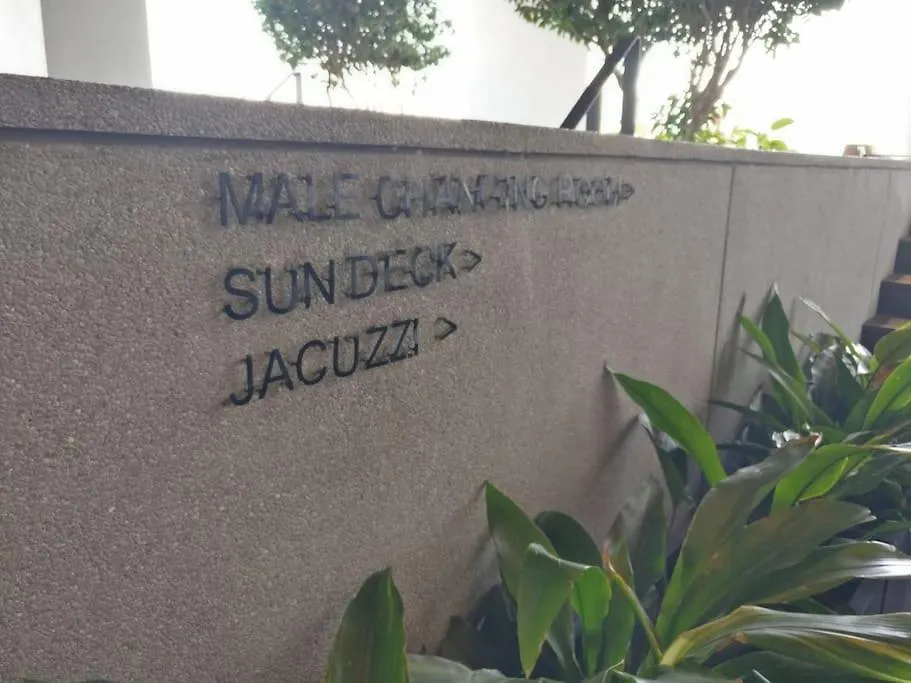 MALE CHANGING ROOM >
SUN DECK >
JACUZZI >